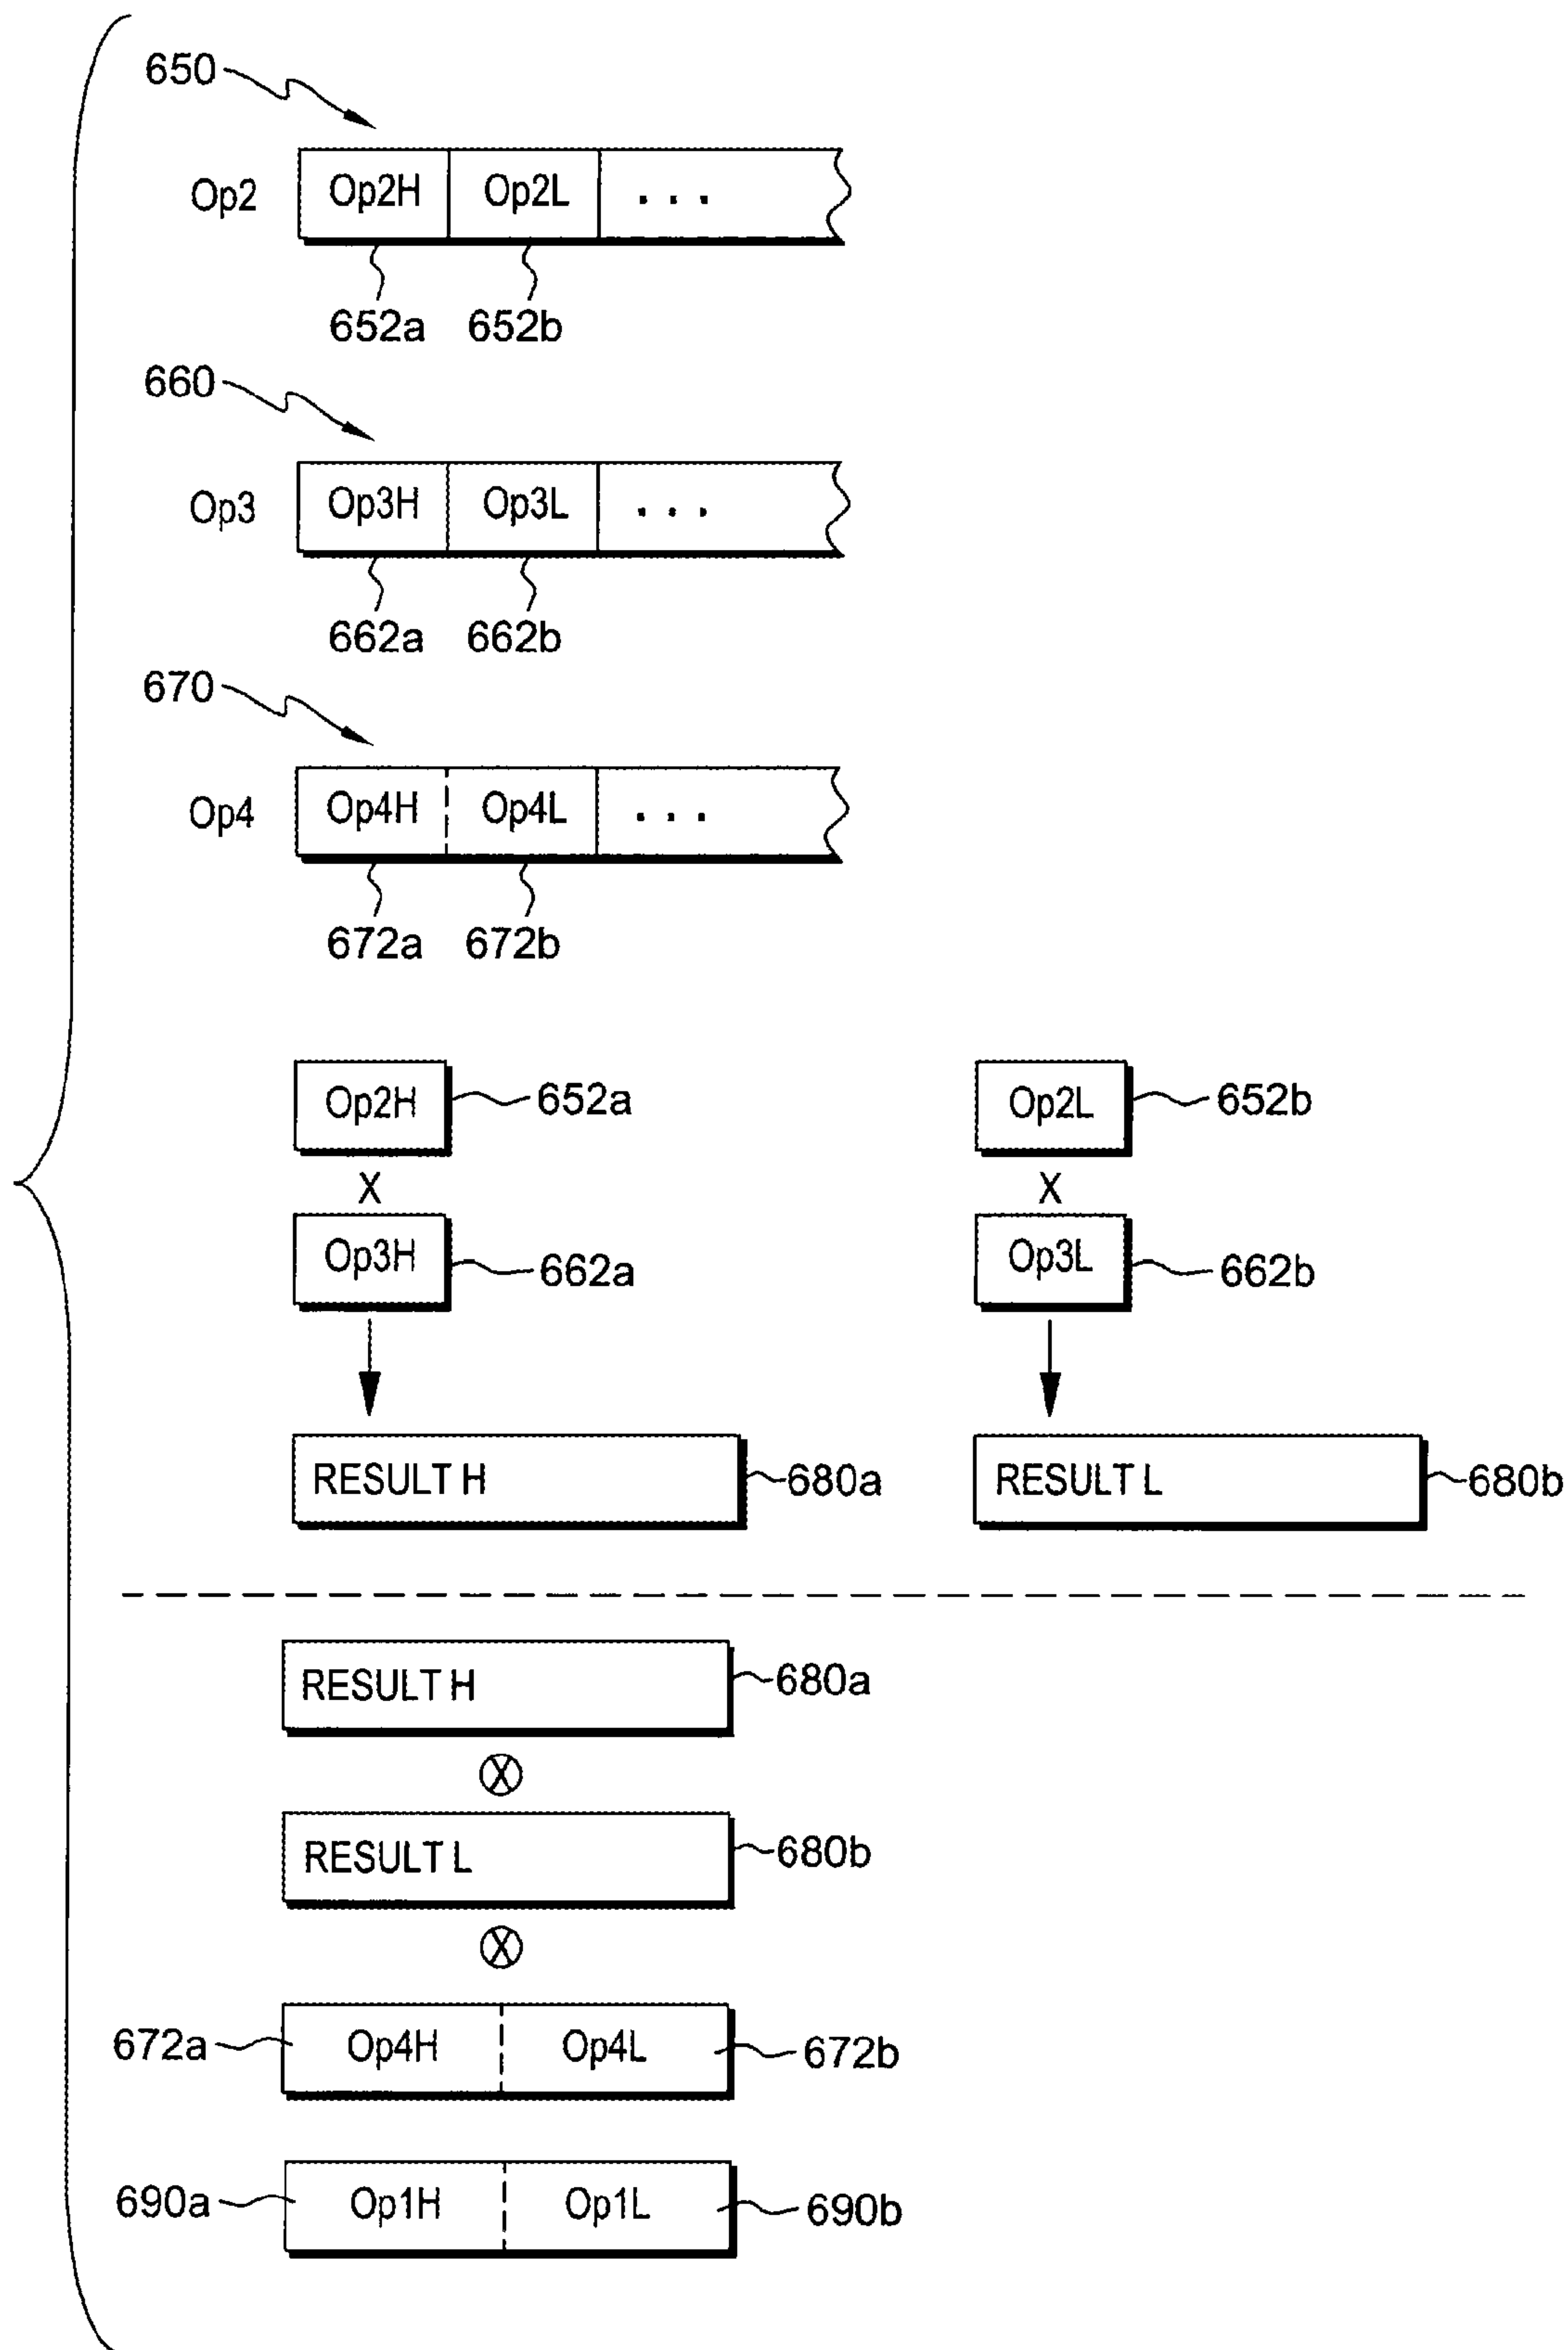 650
Op2 Op2H Op2L . . .
652a 652b
660
Op3 Op3H Op3L . . .
662a 662b
670
Op4 Op4H Op4L . . .
672a 672b
Op2H 652a Op2L 652b
X X
Op3H 662a Op3L 662b
RESULT H 680a RESULT L 680b
RESULT H 680a
X
RESULT L 680b
X
672a Op4H Op4L 672b
690a Op1H Op1L 690b